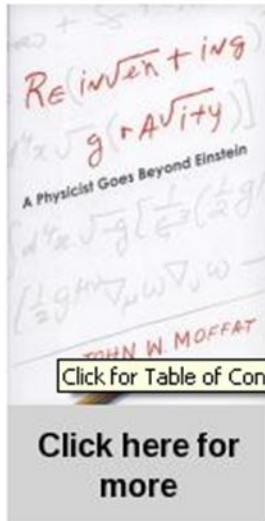 REinventing
grAvity
A Physicist Goes Beyond Einstein
JOHN W. MOFFAT
Click for Table of Con
Click here for
more